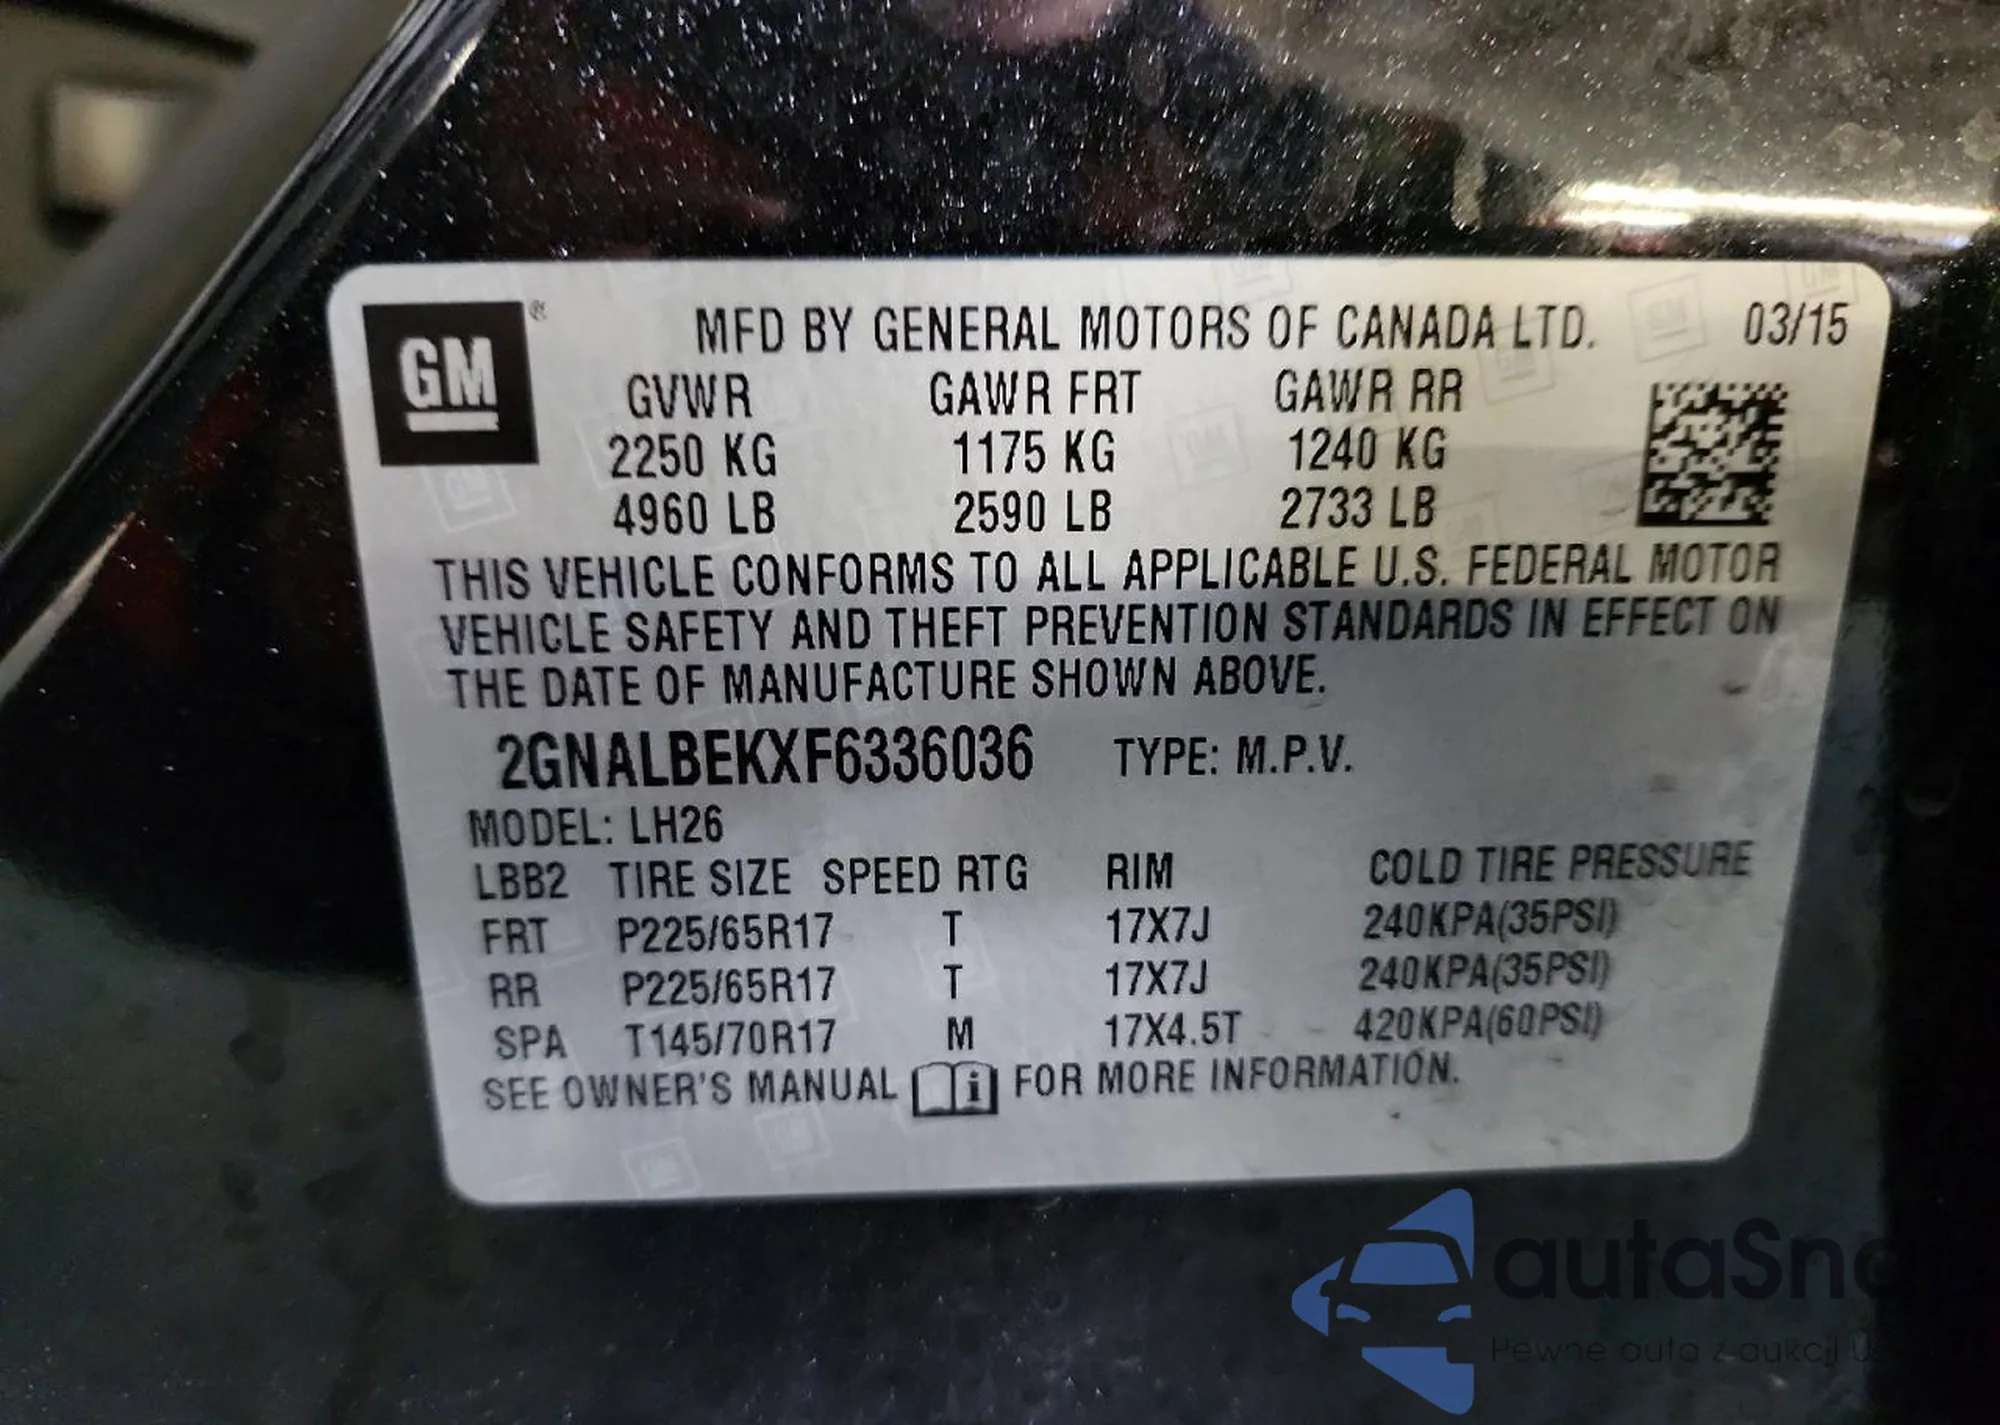 GM ®
MFD BY GENERAL MOTORS OF CANADA LTD. 03/15
GVWR GAWR FRT GAWR RR
2250 KG 1175 KG 1240 KG
4960 LB 2590 LB 2733 LB
THIS VEHICLE CONFORMS TO ALL APPLICABLE U.S. FEDERAL MOTOR
VEHICLE SAFETY AND THEFT PREVENTION STANDARDS IN EFFECT ON
THE DATE OF MANUFACTURE SHOWN ABOVE.
2GNALBEKXF6336036 TYPE: M.P.V.
MODEL: LH26
LBB2 TIRE SIZE SPEED RTG RIM COLD TIRE PRESSURE
FRT P225/65R17 T 17X7J 240KPA(35PSI)
RR P225/65R17 T 17X7J 240KPA(35PSI)
SPA T145/70R17 M 17X4.5T 420KPA(60PSI)
SEE OWNER'S MANUAL i FOR MORE INFORMATION.
autaSna
Pewne auta z aukcji